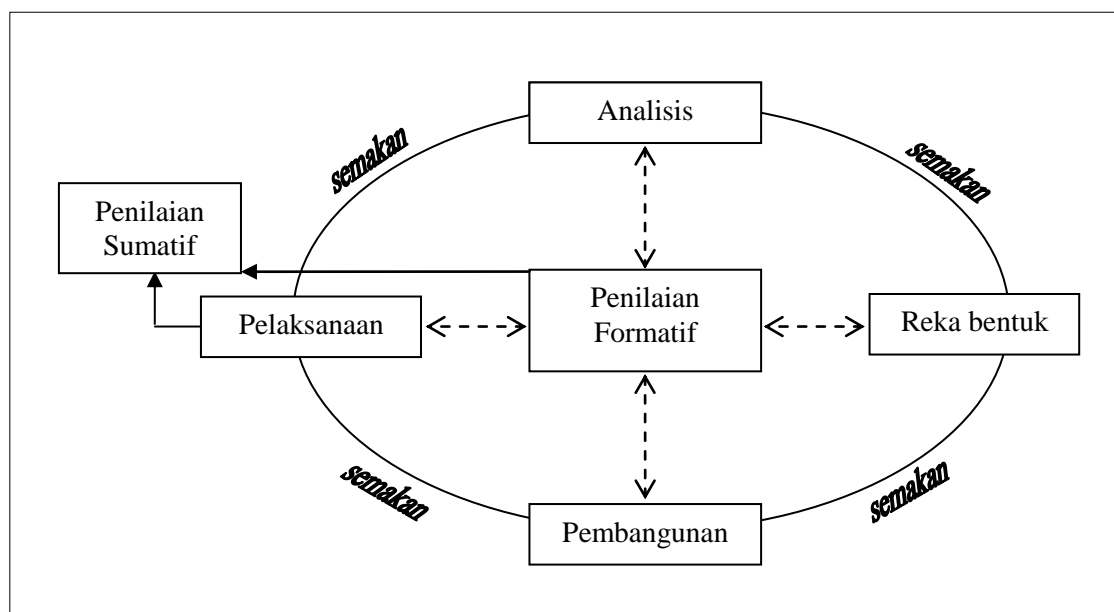 Analisis
semakan
semakan
Penilaian
Sumatif
Penilaian
Formatif
Pelaksanaan
Reka bentuk
semakan
semakan
Pembangunan